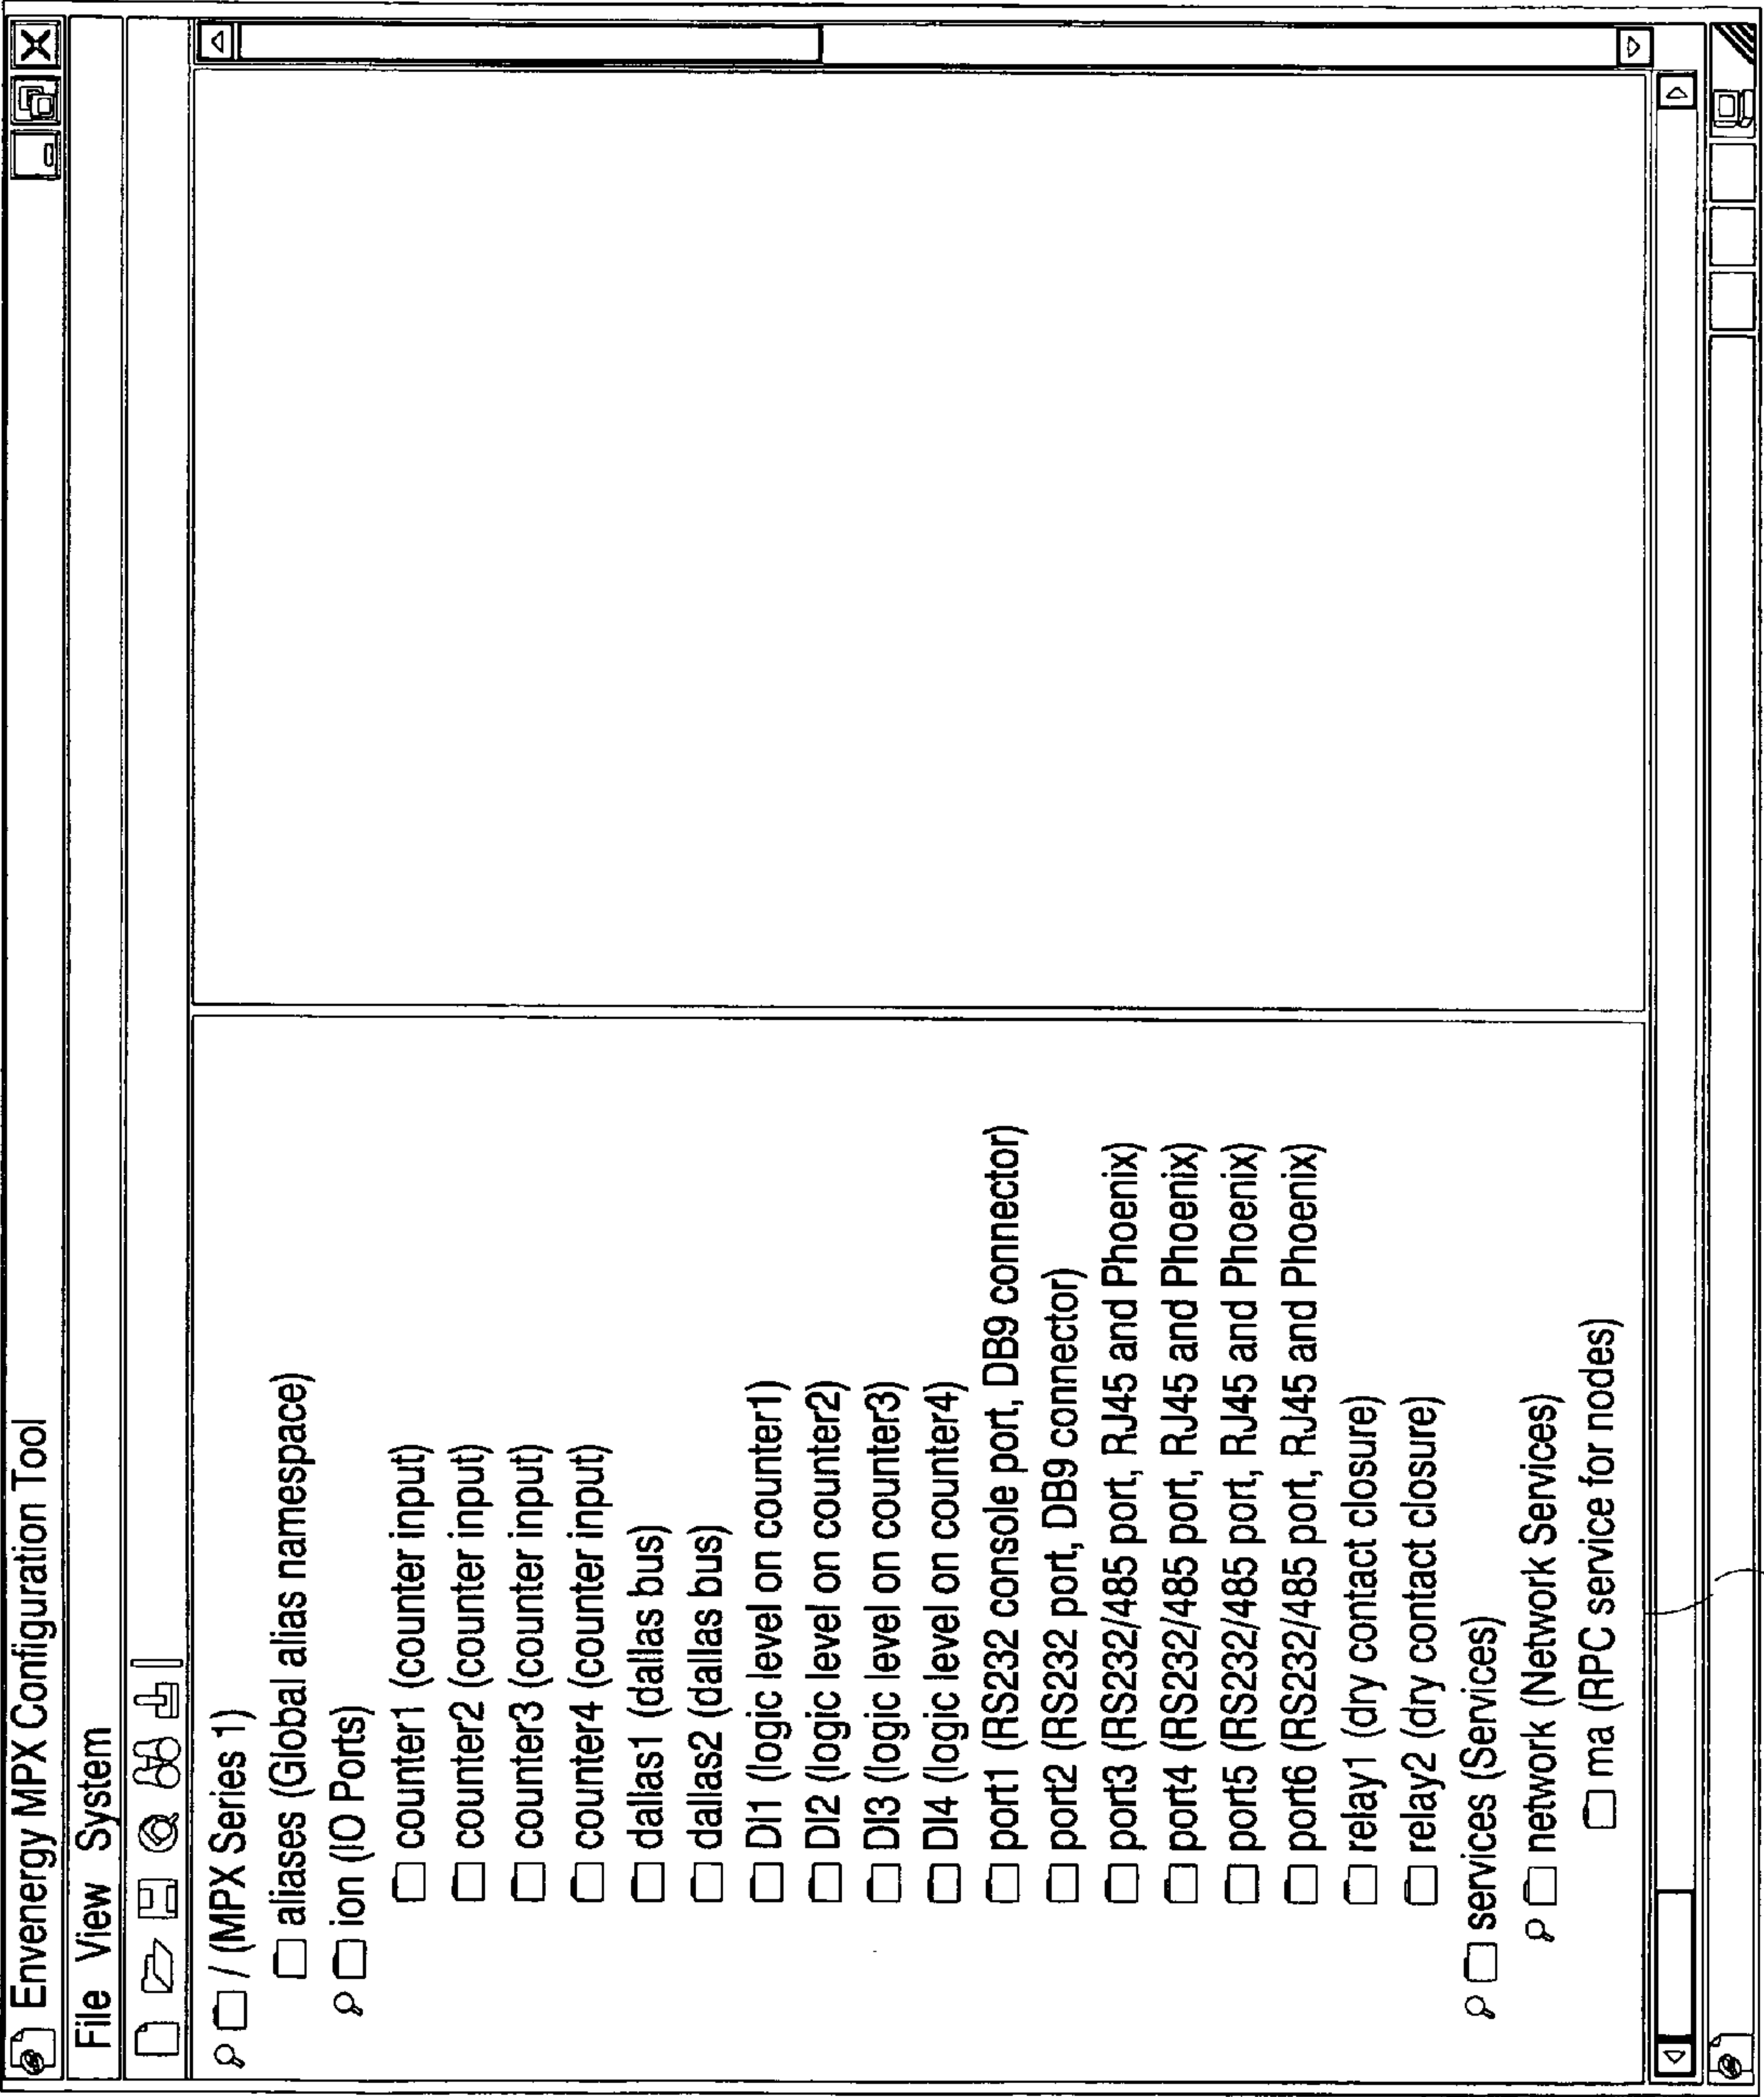 Envenergy MPX Configuration Tool
File View System
/ (MPX Series 1)
aliases (Global alias namespace)
ion (IO Ports)
counter1 (counter input)
counter2 (counter input)
counter3 (counter input)
counter4 (counter input)
dallas1 (dallas bus)
dallas2 (dallas bus)
DI1 (logic level on counter1)
DI2 (logic level on counter2)
DI3 (logic level on counter3)
DI4 (logic level on counter4)
port1 (RS232 console port, DB9 connector)
port2 (RS232 port, DB9 connector)
port3 (RS232/485 port, RJ45 and Phoenix)
port4 (RS232/485 port, RJ45 and Phoenix)
port5 (RS232/485 port, RJ45 and Phoenix)
port6 (RS232/485 port, RJ45 and Phoenix)
relay1 (dry contact closure)
relay2 (dry contact closure)
services (Services)
network (Network Services)
ma (RPC service for nodes)